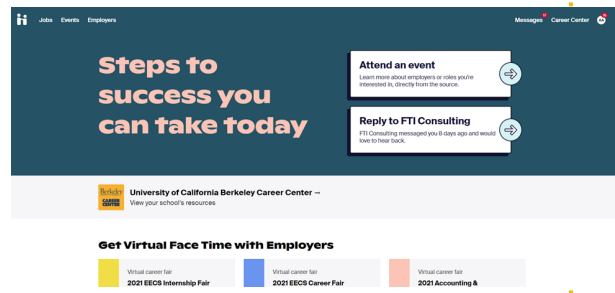 Jobs Events Employers Messages Career Center
Steps to
success you
can take today
Attend an event
Learn more about employers or roles you're
interested in, directly from the source.
Reply to FTI Consulting
FTI Consulting messaged you 8 days ago and would
love to hear back.
Berkeley
CAREER
CENTER
University of California Berkeley Career Center →
View your school's resources
Get Virtual Face Time with Employers
Virtual career fair
2021 EECS Internship Fair
Virtual career fair
2021 EECS Career Fair
Virtual career fair
2021 Accounting &